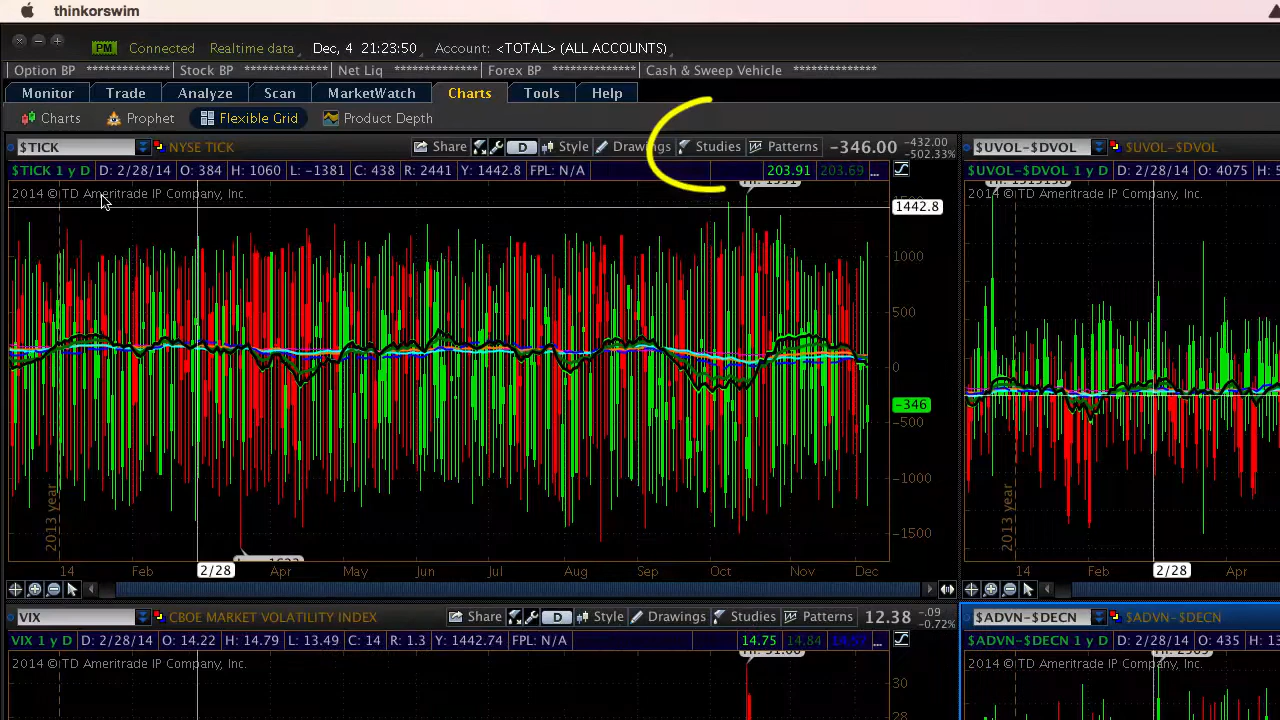 thinkorswim
PM Connected Realtime data Dec, 4 21:23:50 Account: <TOTAL> (ALL ACCOUNTS)
Option BP ************** Stock BP ************** Net Liq ************** Forex BP ************** Cash & Sweep Vehicle **************
Monitor Trade Analyze Scan MarketWatch Charts Tools Help
Charts Prophet Flexible Grid Product Depth
$TICK NYSE TICK Share D Style Drawings Studies Patterns -346.00 -432.00 -502.33%
$TICK 1 y D D: 2/28/14 O: 384 H: 1060 L: -1381 C: 438 R: 2441 Y: 1442.8 FPL: N/A 203.91 203.69 ...
2014 © TD Ameritrade IP Company, Inc.
1442.8
1000
500
0
-346
-500
-1000
-1500
2013 year
14 Feb 2/28 Apr May Jun Jul Aug Sep Oct Nov Dec
$UVOL-$DVOL $UVOL-$DVOL
$UVOL-$DVOL 1 y D D: 2/28/14 O: 4075
2014 © TD Ameritrade IP Company, Inc.
2013 year
14 Feb 2/28 Apr
VIX CBOE MARKET VOLATILITY INDEX Share D Style Drawings Studies Patterns 12.38 -.09 -0.72%
VIX 1 y D D: 2/28/14 O: 14.22 H: 14.79 L: 13.49 C: 14 R: 1.3 Y: 1442.74 FPL: N/A 14.75 14.84 14.57 ...
2014 © TD Ameritrade IP Company, Inc.
30
28
$ADVN-$DECN $ADVN-$DECN
$ADVN-$DECN 1 y D D: 2/28/14 O: 435
2014 © TD Ameritrade IP Company, Inc.